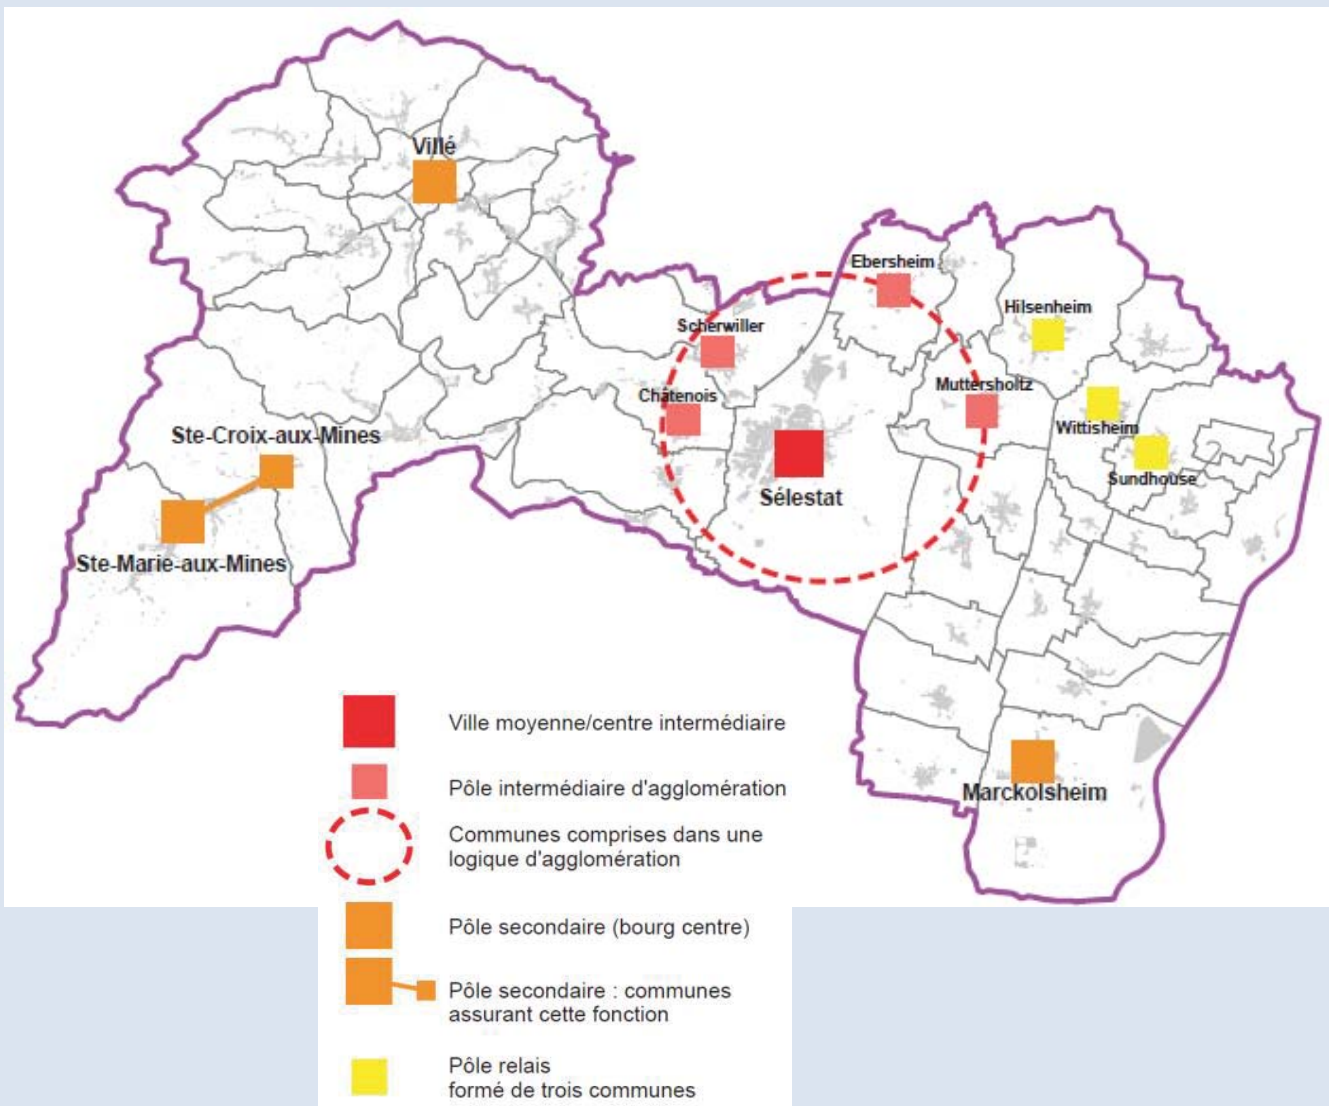 Villé
Ebersheim
Hilsenheim
Scherwiller
Muttersholtz
Châtenois
Wittisheim
Ste-Croix-aux-Mines
Sundhouse
Sélestat
Ste-Marie-aux-Mines
Marckolsheim
Ville moyenne/centre intermédiaire
Pôle intermédiaire d'agglomération
Communes comprises dans une
logique d'agglomération
Pôle secondaire (bourg centre)
Pôle secondaire : communes
assurant cette fonction
Pôle relais
formé de trois communes